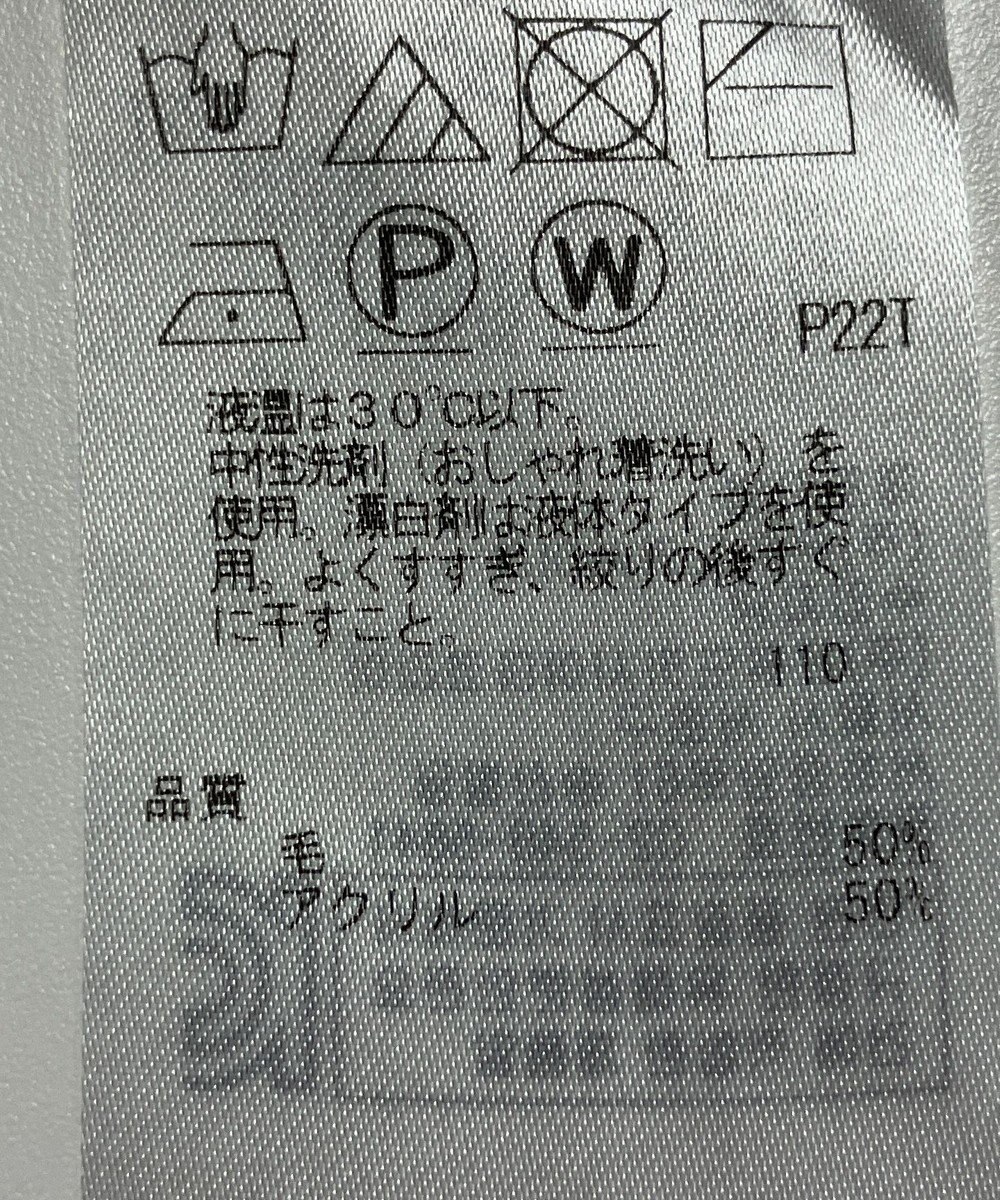 P
W
P22T
液温は30℃以下。
中性洗剤（おしゃれ着洗い）を
使用。漂白剤は液体タイプを使
用。よくすすぎ、絞りの後すぐ
に干すこと。
110
品質
毛 50%
アクリル 50%